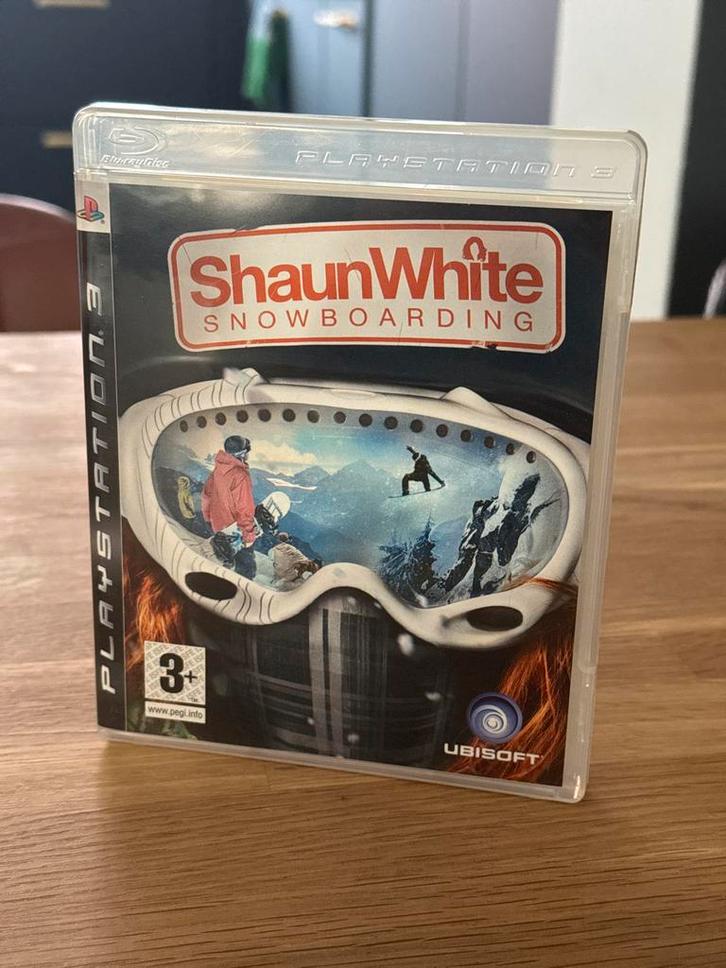 Blu-ray Disc
PLAYSTATION 3
PLAYSTATION 3
ShaunWhite
SNOWBOARDING
3+
www.pegi.info
UBISOFT